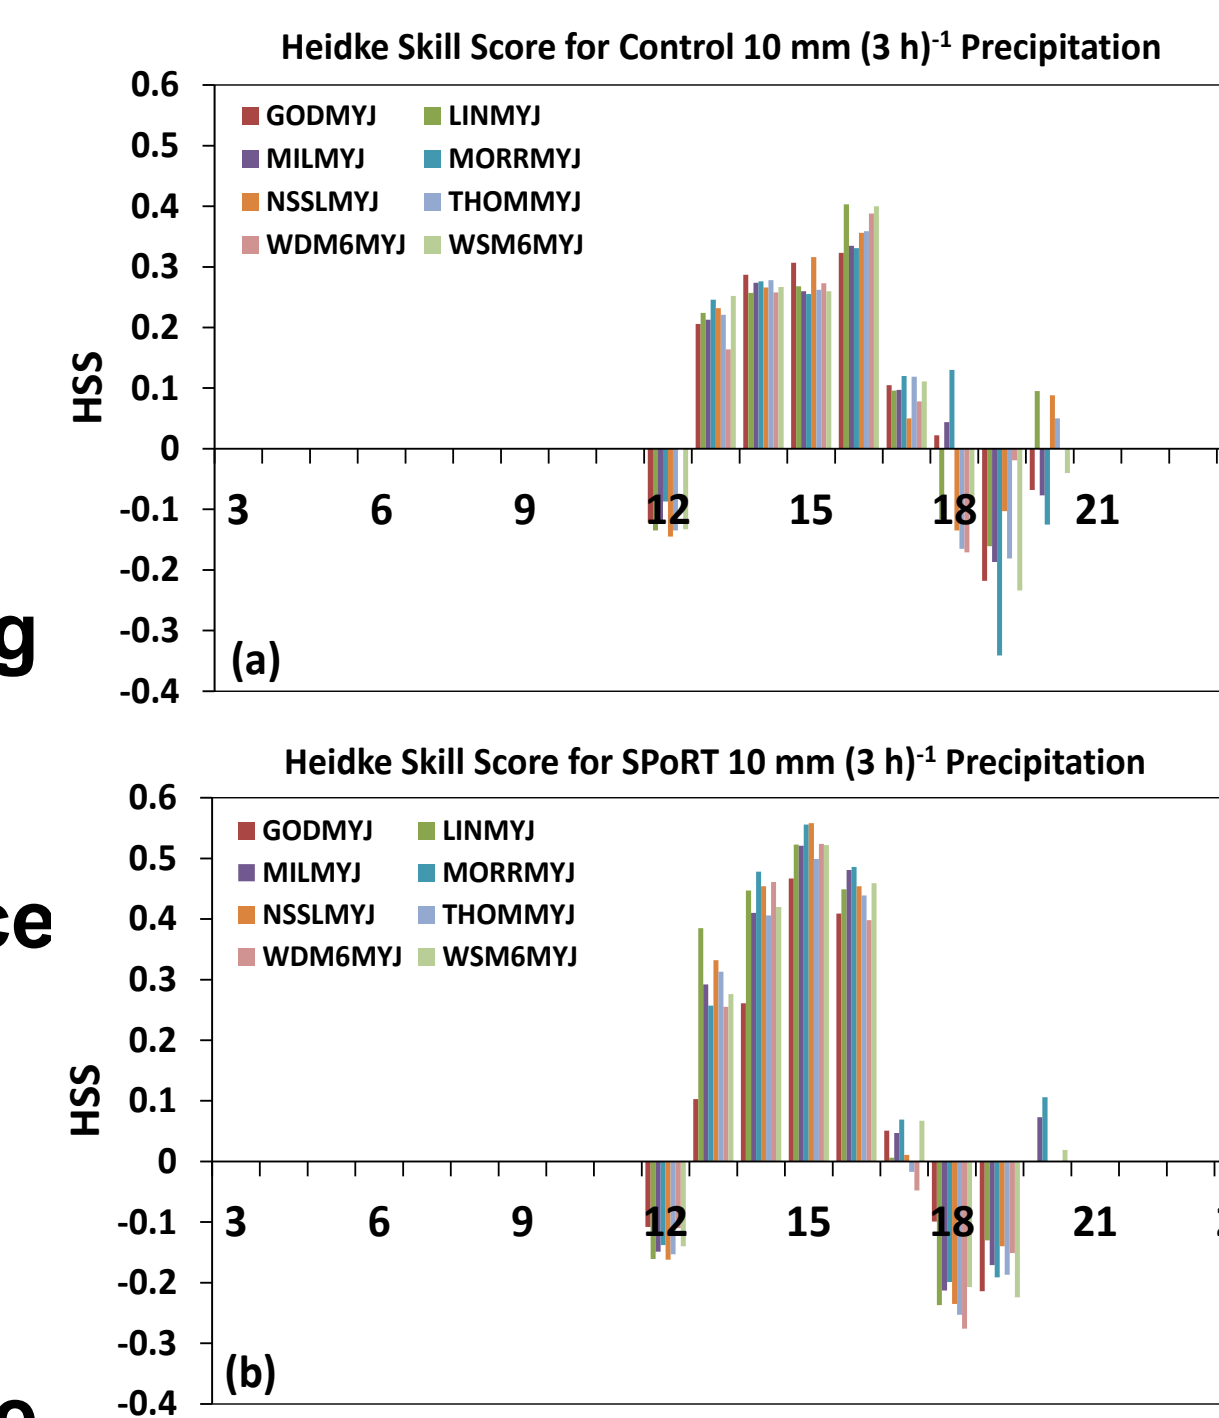 Heidke Skill Score for Control 10 mm (3 h)-1 Precipitation
0.6
GODMYJ LINMYJ
0.5
MILMYJ MORRMYJ
0.4
NSSLMYJ THOMMYJ
WDM6MYJ WSM6MYJ
0.3
0.2
0.1
HSS
0
-0.1
3 6 9 12 15 18 21
-0.2
-0.3
g
(a)
-0.4
Heidke Skill Score for SPoRT 10 mm (3 h)-1 Precipitation
0.6
GODMYJ LINMYJ
0.5
MILMYJ MORRMYJ
0.4
NSSLMYJ THOMMYJ
ce
WDM6MYJ WSM6MYJ
0.3
0.2
0.1
HSS
0
-0.1
3 6 9 12 15 18 21
-0.2
-0.3
(b)
-0.4